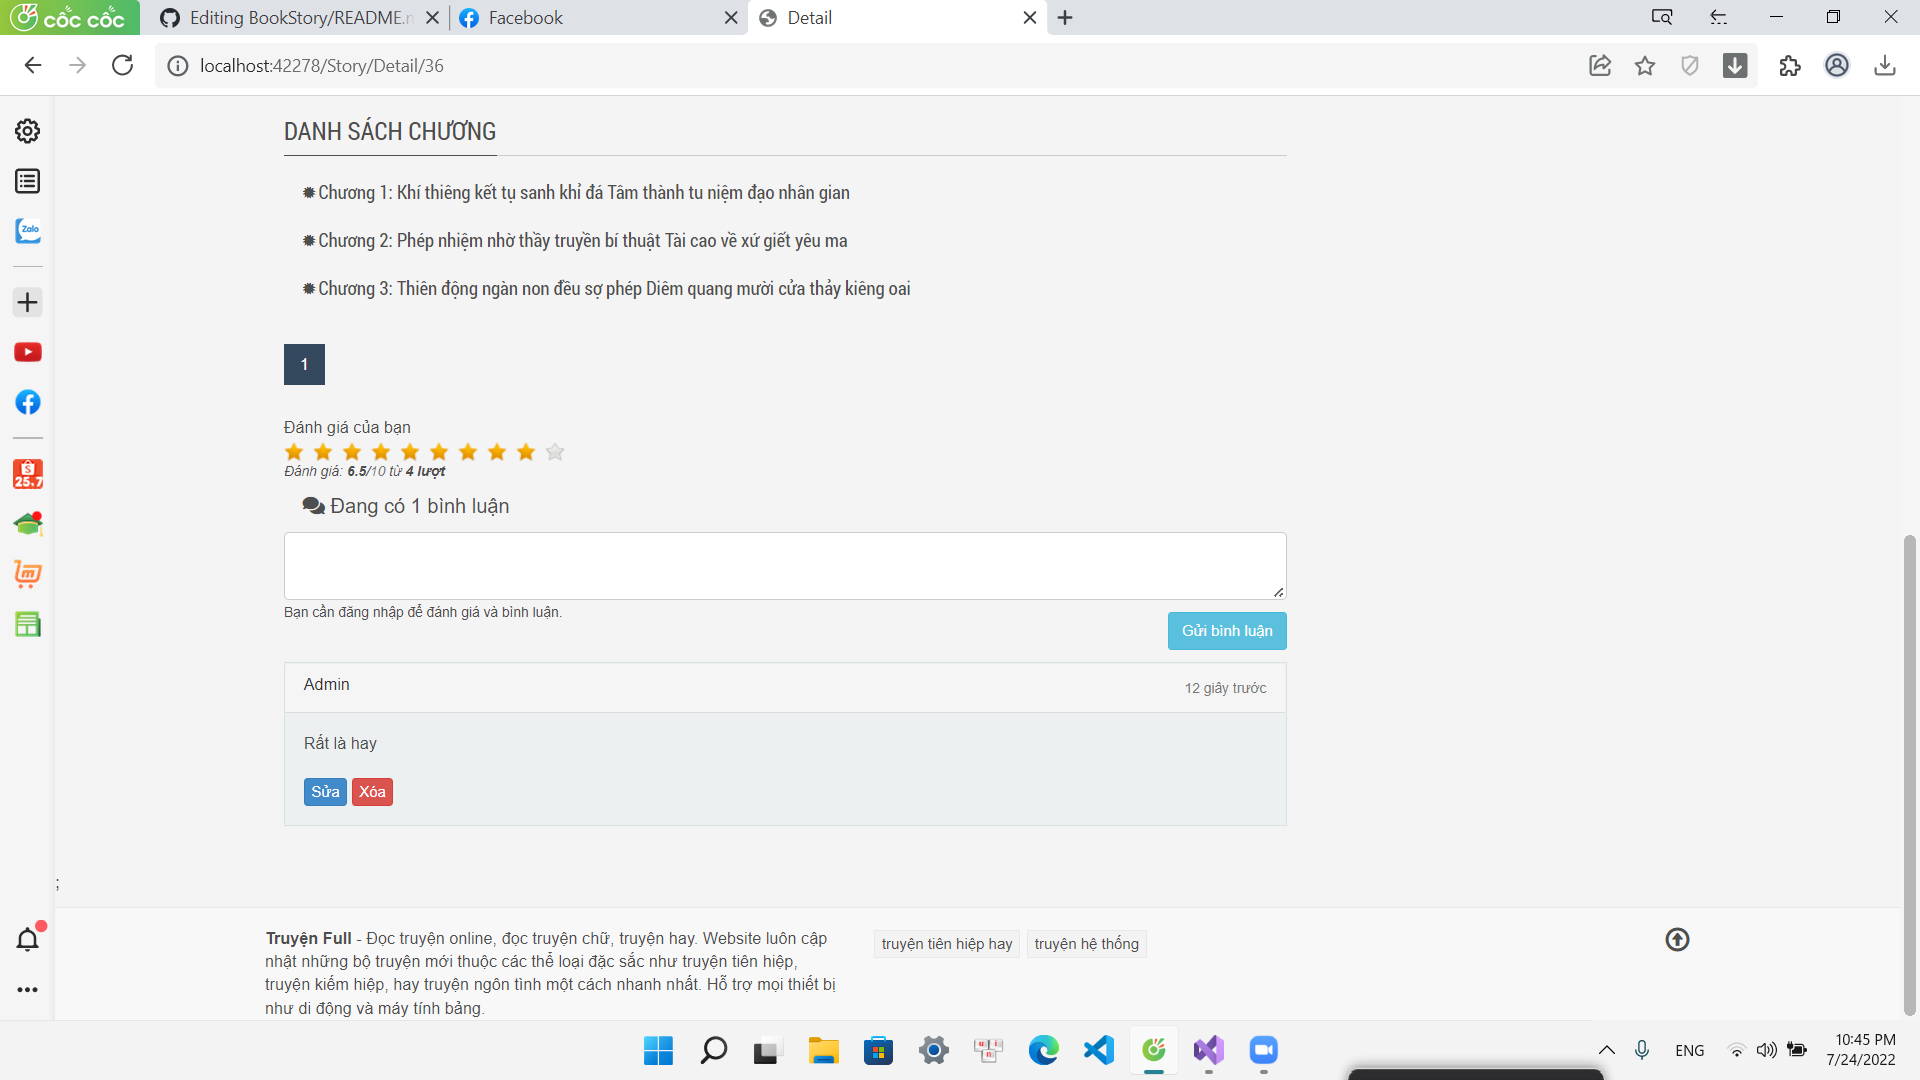 cốc cốc
Editing BookStory/README.m
Facebook
Detail
localhost:42278/Story/Detail/36
Zalo
DANH SÁCH CHƯƠNG
Chương 1: Khí thiêng kết tụ sanh khỉ đá Tâm thành tu niệm đạo nhân gian
Chương 2: Phép nhiệm nhờ thầy truyền bí thuật Tài cao về xứ giết yêu ma
Chương 3: Thiên động ngàn non đều sợ phép Diêm quang mười cửa thảy kiêng oai
1
Đánh giá của bạn
Đánh giá: 6.5/10 từ 4 lượt
25.7
Đang có 1 bình luận
Bạn cần đăng nhập để đánh giá và bình luận.
Gửi bình luận
Admin
12 giây trước
Rất là hay
Sửa Xóa
;
Truyện Full - Đọc truyện online, đọc truyện chữ, truyện hay. Website luôn cập
nhật những bộ truyện mới thuộc các thể loại đặc sắc như truyện tiên hiệp,
truyện kiếm hiệp, hay truyện ngôn tình một cách nhanh nhất. Hỗ trợ mọi thiết bị
như di động và máy tính bảng.
truyện tiên hiệp hay
truyện hệ thống
ENG
10:45 PM
7/24/2022